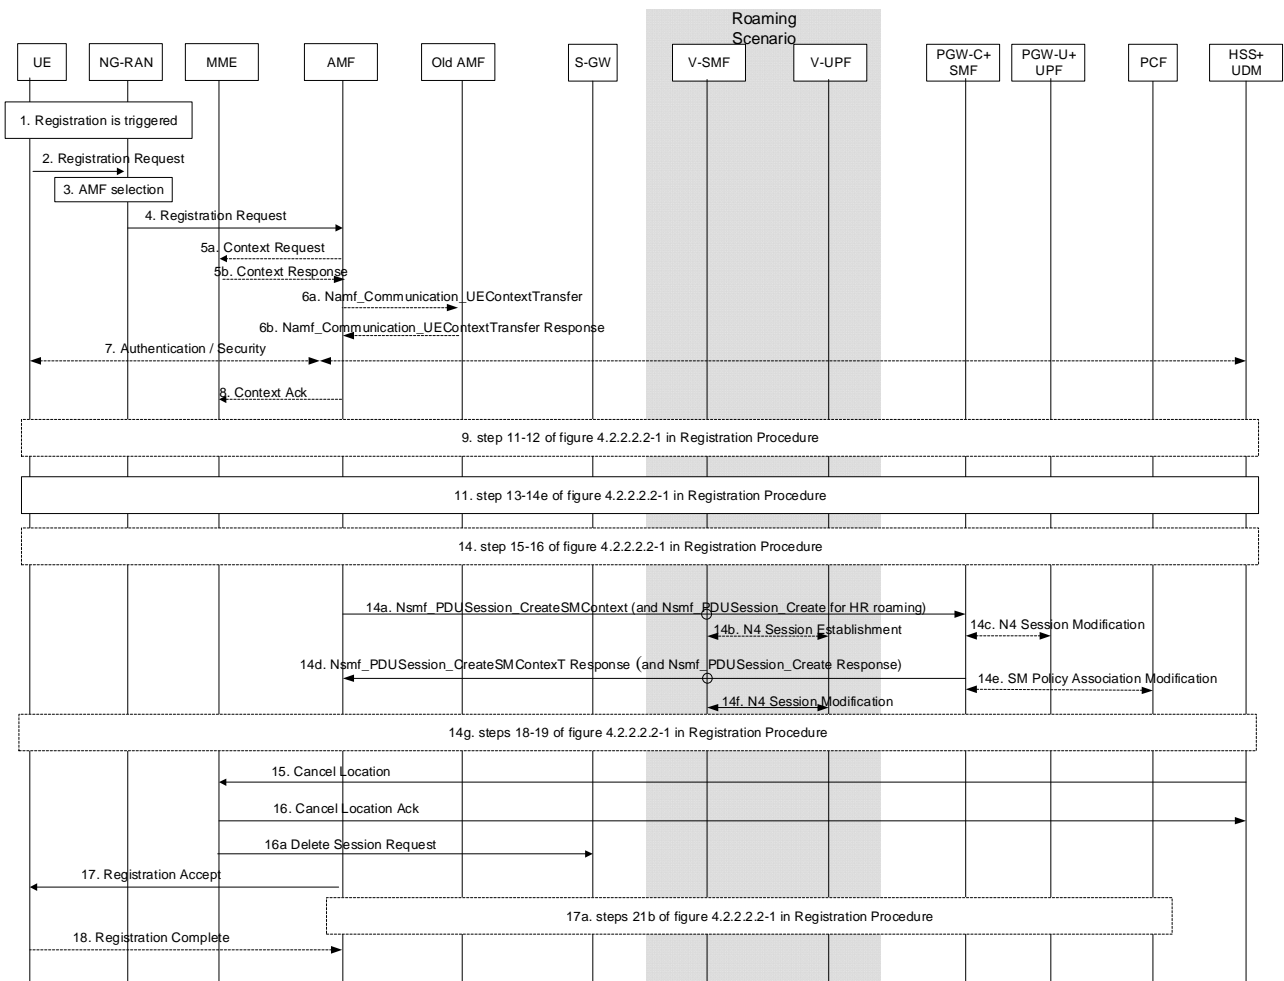 Roaming
Scenario
UE
NG-RAN
MME
AMF
Old AMF
S-GW
V-SMF
V-UPF
PGW-C+
SMF
PGW-U+
UPF
PCF
HSS+
UDM
1. Registration is triggered
2. Registration Request
3. AMF selection
4. Registration Request
5a. Context Request
5b. Context Response
6a. Namf_Communication_UEContextTransfer
6b. Namf_Communication_UEContextTransfer Response
7. Authentication / Security
8. Context Ack
9. step 11-12 of figure 4.2.2.2.2-1 in Registration Procedure
11. step 13-14e of figure 4.2.2.2.2-1 in Registration Procedure
14. step 15-16 of figure 4.2.2.2.2-1 in Registration Procedure
14a. Nsmf_PDUSession_CreateSMContext (and Nsmf_PDUSession_Create for HR roaming)
14b. N4 Session Establishment
14c. N4 Session Modification
14d. Nsmf_PDUSession_CreateSMContexT Response (and Nsmf_PDUSession_Create Response)
14e. SM Policy Association Modification
14f. N4 Session Modification
14g. steps 18-19 of figure 4.2.2.2.2-1 in Registration Procedure
15. Cancel Location
16. Cancel Location Ack
16a Delete Session Request
17. Registration Accept
17a. steps 21b of figure 4.2.2.2.2-1 in Registration Procedure
18. Registration Complete